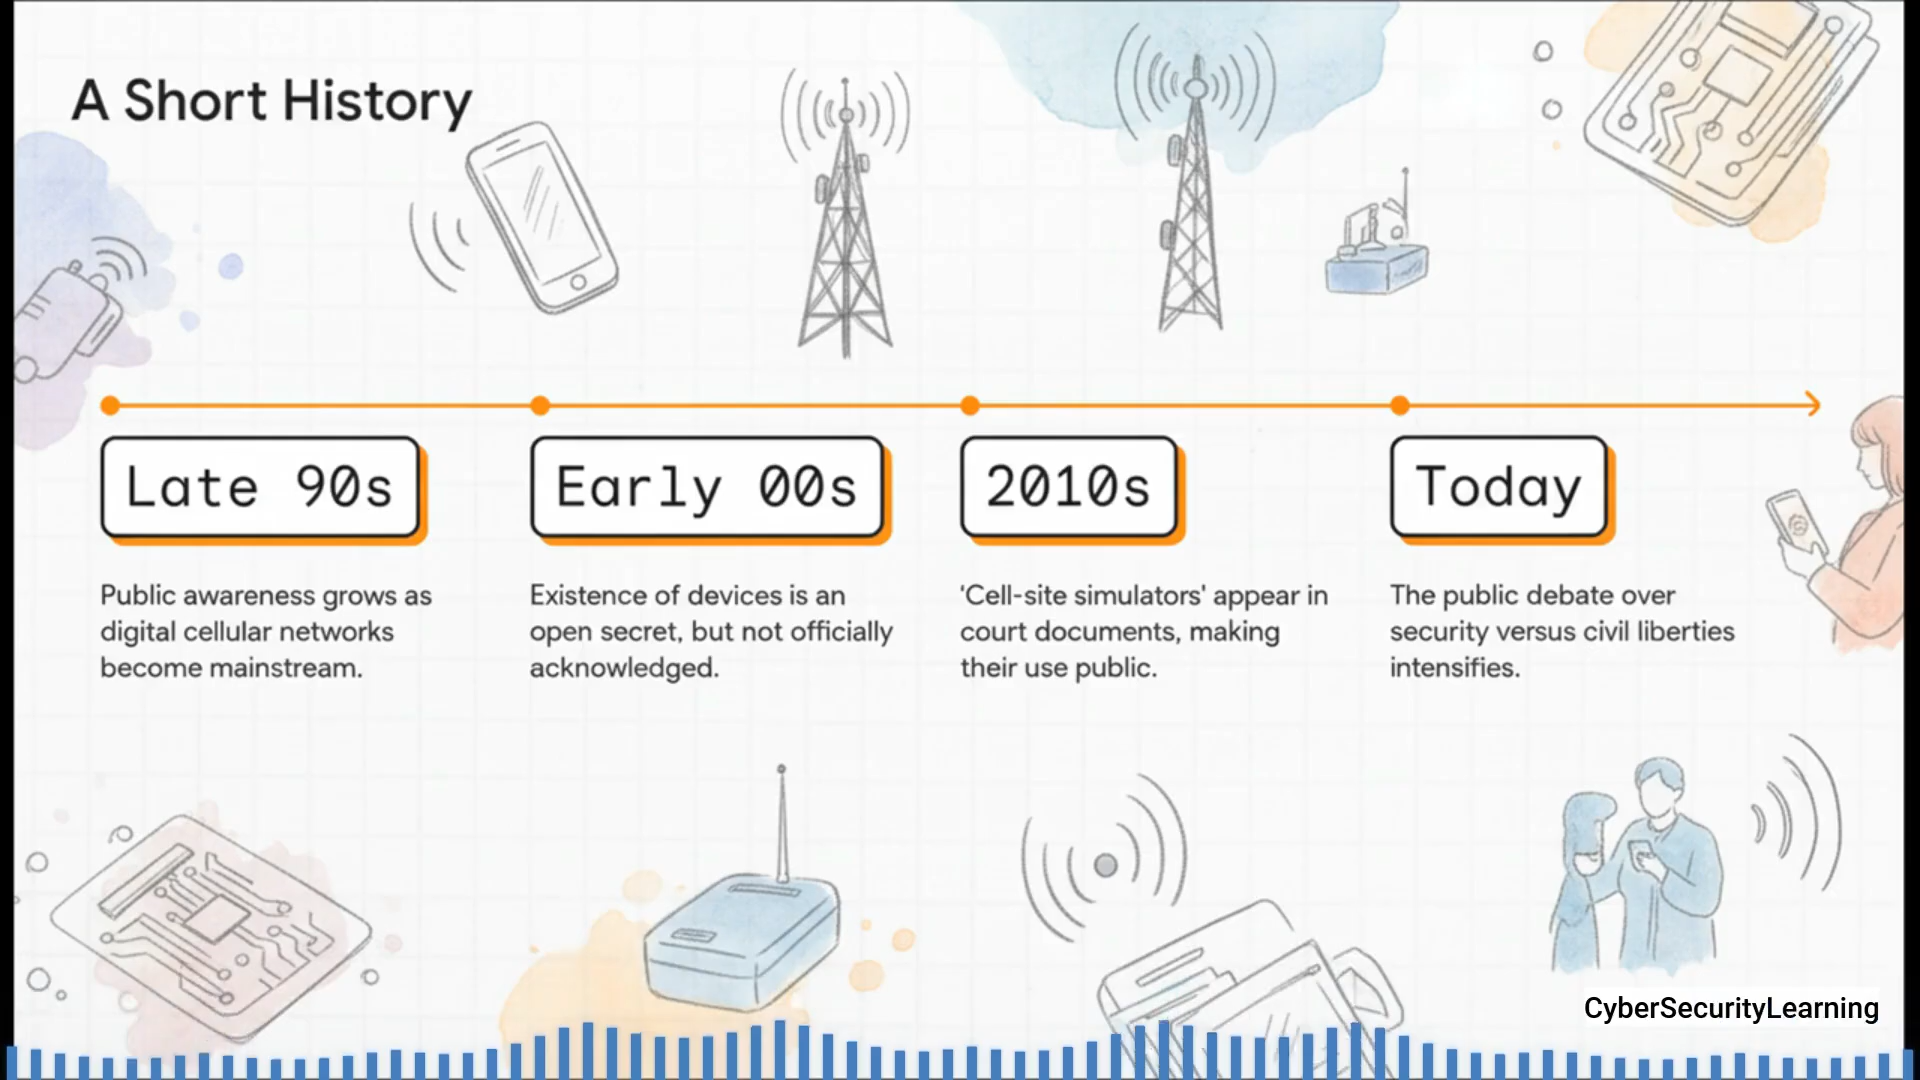 A Short History
Late 90s
Public awareness grows as
digital cellular networks
become mainstream.
Early 00s
Existence of devices is an
open secret, but not officially
acknowledged.
2010s
‘Cell-site simulators' appear in
court documents, making
their use public.
Today
The public debate over
security versus civil liberties
intensifies.
CyberSecurityLearning